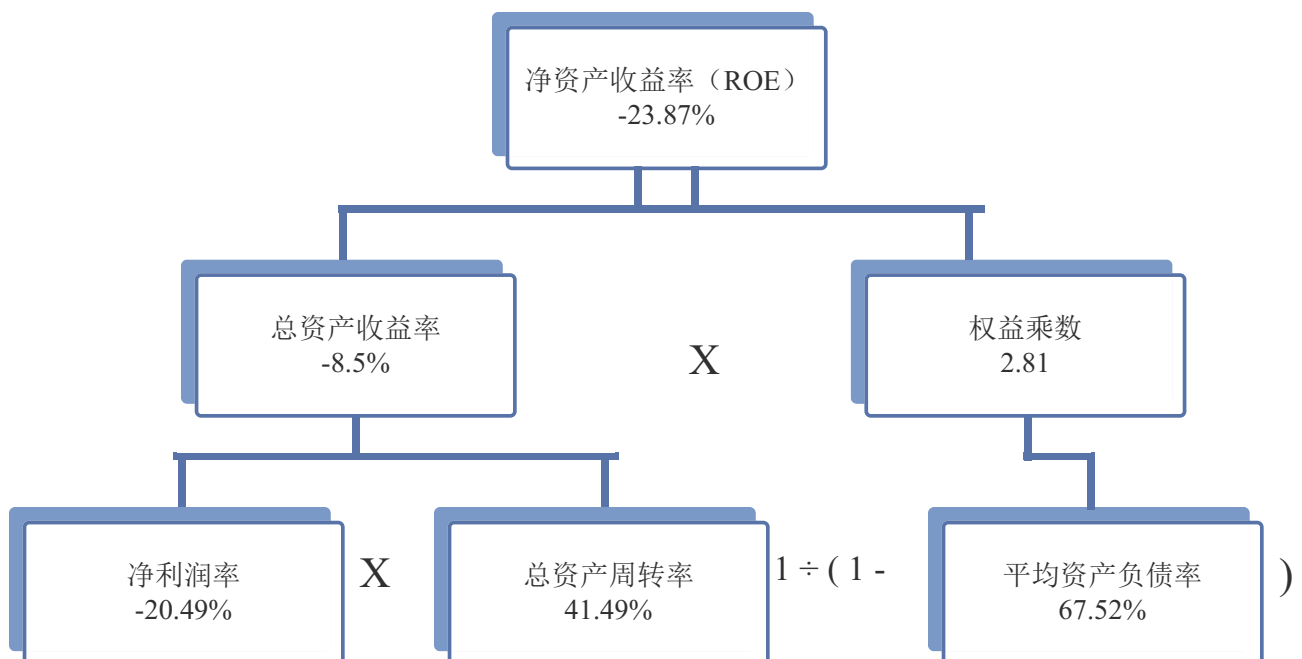 净资产收益率（ROE）
-23.87%
总资产收益率
-8.5%
X
权益乘数
2.81
净利润率
-20.49%
X
总资产周转率
41.49%
1 ÷ ( 1 -
平均资产负债率
67.52%
)